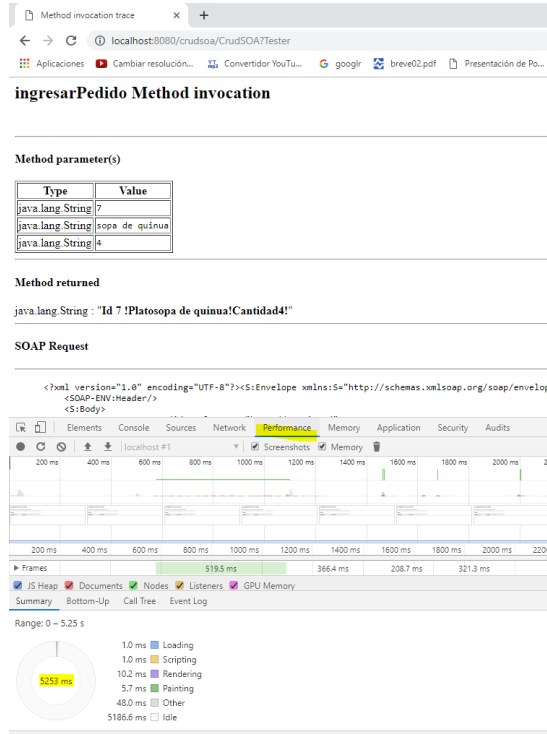 Method invocation trace
localhost:8080/crudsoa/CrudSOA?Tester
Aplicaciones Cambiar resolución... Convertidor YouTu... googlr breve02.pdf Presentación de Po...
ingresarPedido Method invocation
Method parameter(s)
Type Value
java.lang.String 7
java.lang.String sopa de quinua
java.lang.String 4
Method returned
java.lang.String : "Id 7 !Platosopa de quinua!Cantidad4!"
SOAP Request
<?xml version="1.0" encoding="UTF-8"?><S:Envelope xmlns:S="http://schemas.xmlsoap.org/soap/envelop
<SOAP-ENV:Header/>
<S:Body>
Elements Console Sources Network Performance Memory Application Security Audits
localhost #1 Screenshots Memory
200 ms 400 ms 600 ms 800 ms 1000 ms 1200 ms 1400 ms 1600 ms 1800 ms 2000 ms 2
200 ms 400 ms 600 ms 800 ms 1000 ms 1200 ms 1400 ms 1600 ms 1800 ms 2000 ms 220
Frames 519.5 ms 366.4 ms 208.7 ms 321.3 ms
JS Heap Documents Nodes Listeners GPU Memory
Summary Bottom-Up Call Tree Event Log
Range: 0 – 5.25 s
1.0 ms Loading
1.0 ms Scripting
10.2 ms Rendering
5253 ms
5.7 ms Painting
48.0 ms Other
5186.6 ms Idle